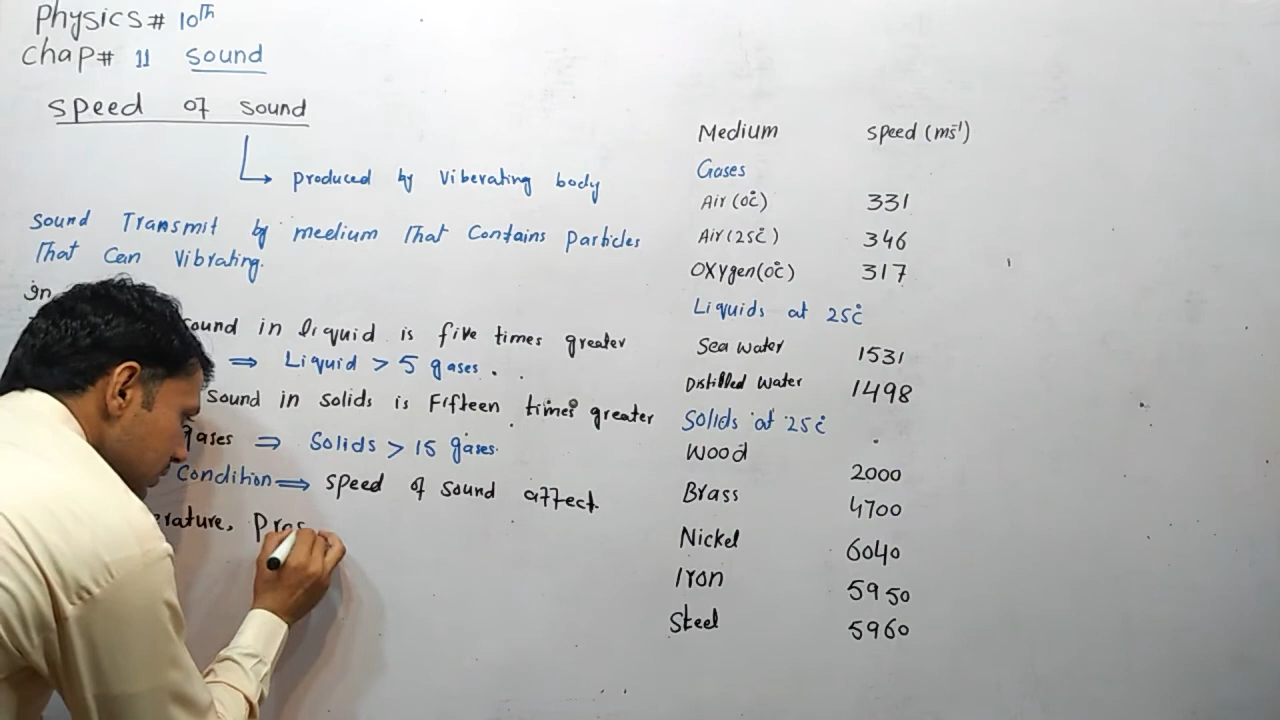 Physics# 10Th
Chap# 11 Sound
Speed of Sound
produced by Viberating body
Sound Transmit by meelium That Contains Particles
That Can Vibrating.
in
sound in liquid is five times greater
⇒ Liquid > 5 gases.
Sound in Solids is Fifteen times greater
gases ⇒ Solids > 15 gases.
Condition ⇒ Speed of Sound affect
erature, Pres
Medium Speed (ms⁻¹)
Gases
Air (0°C) 331
Air (25°C) 346
OXygen (0°C) 317
Liquids at 25°C
Sea water 1531
Distilled water 1498
Solids at 25°C
Wood 2000
Brass 4700
Nickel 6040
Iron 5950
Steel 5960